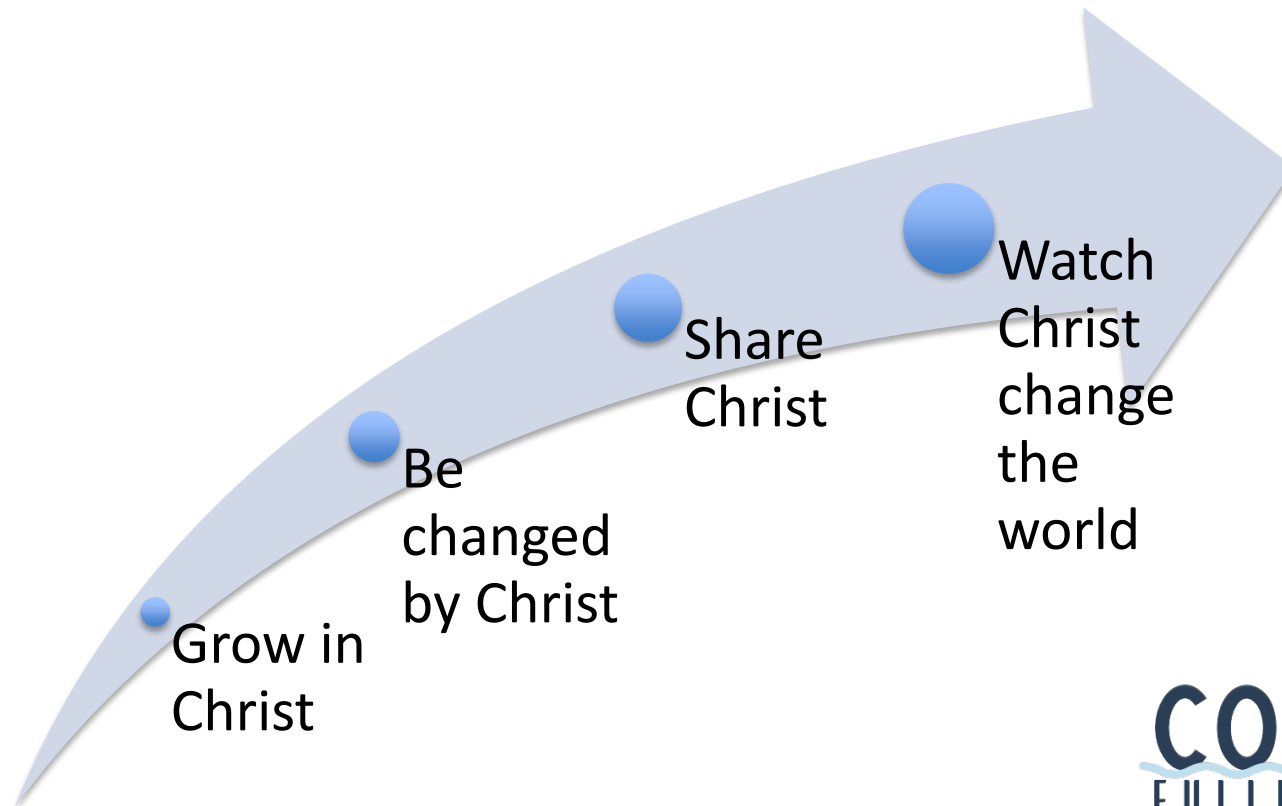 Grow in
Christ
Be
changed
by Christ
Share
Christ
Watch
Christ
change
the
world
CO